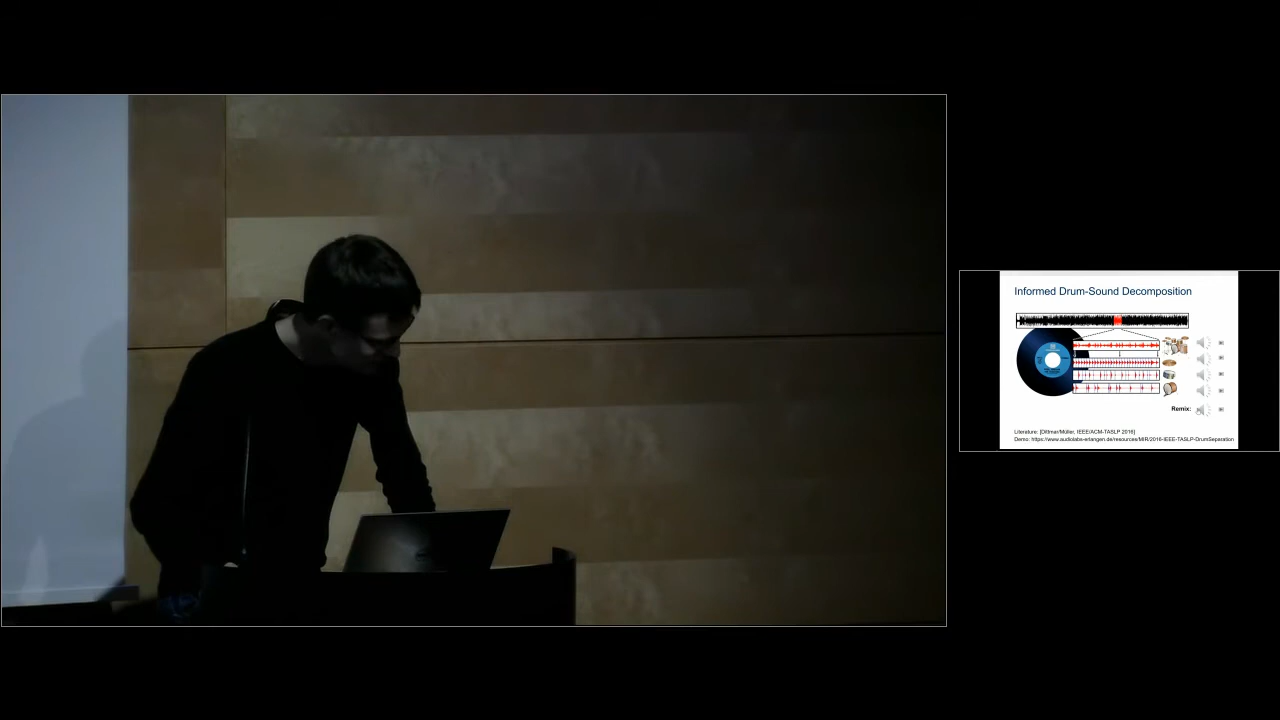 Informed Drum-Sound Decomposition
Remix:
Literature: [Dittmar/Müller, IEEE/ACM-TASLP 2016]
Demo: https://www.audiolabs-erlangen.de/resources/MIR/2016-IEEE-TASLP-DrumSeparation